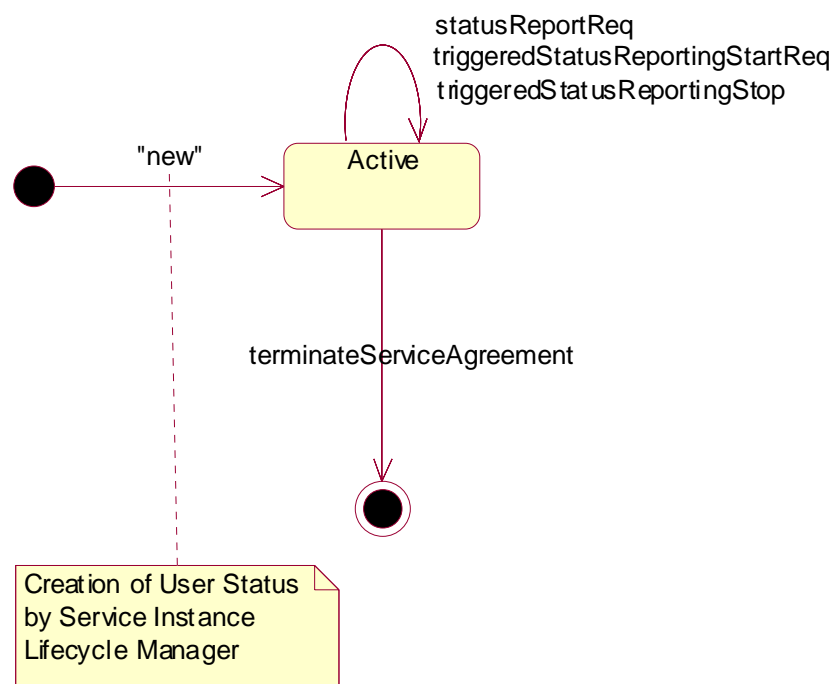 statusReportReq
triggeredStatusReportingStartReq
triggeredStatusReportingStop
"new"
Active
terminateServiceAgreement
Creation of User Status
by Service Instance
Lifecycle Manager